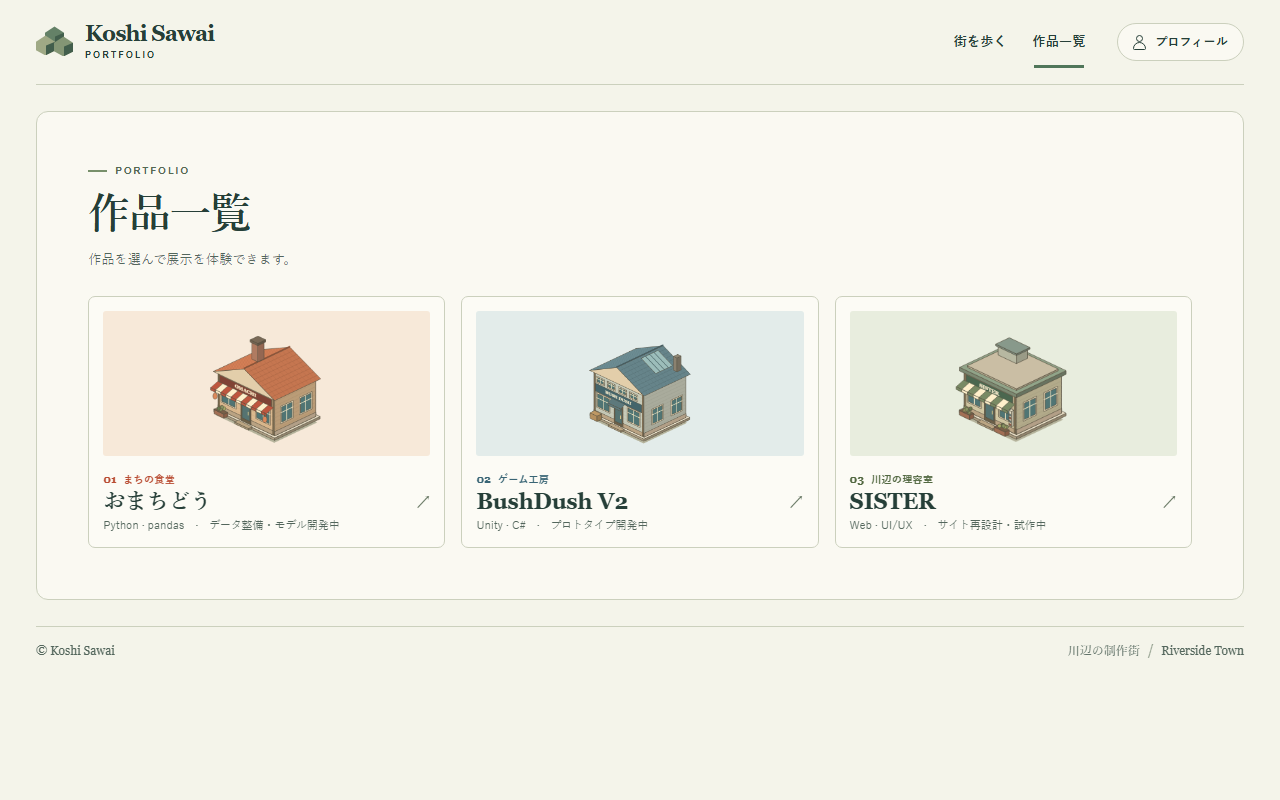 Koshi Sawai
PORTFOLIO
街を歩く
作品一覧
プロフィール
PORTFOLIO
作品一覧
作品を選んで展示を体験できます。
01 まちの食堂
おまちどう
Python · pandas · データ整備・モデル開発中
02 ゲーム工房
BushDush V2
Unity · C# · プロトタイプ開発中
03 川辺の理容室
SISTER
Web · UI/UX · サイト再設計・試作中
© Koshi Sawai
川辺の制作街 / Riverside Town